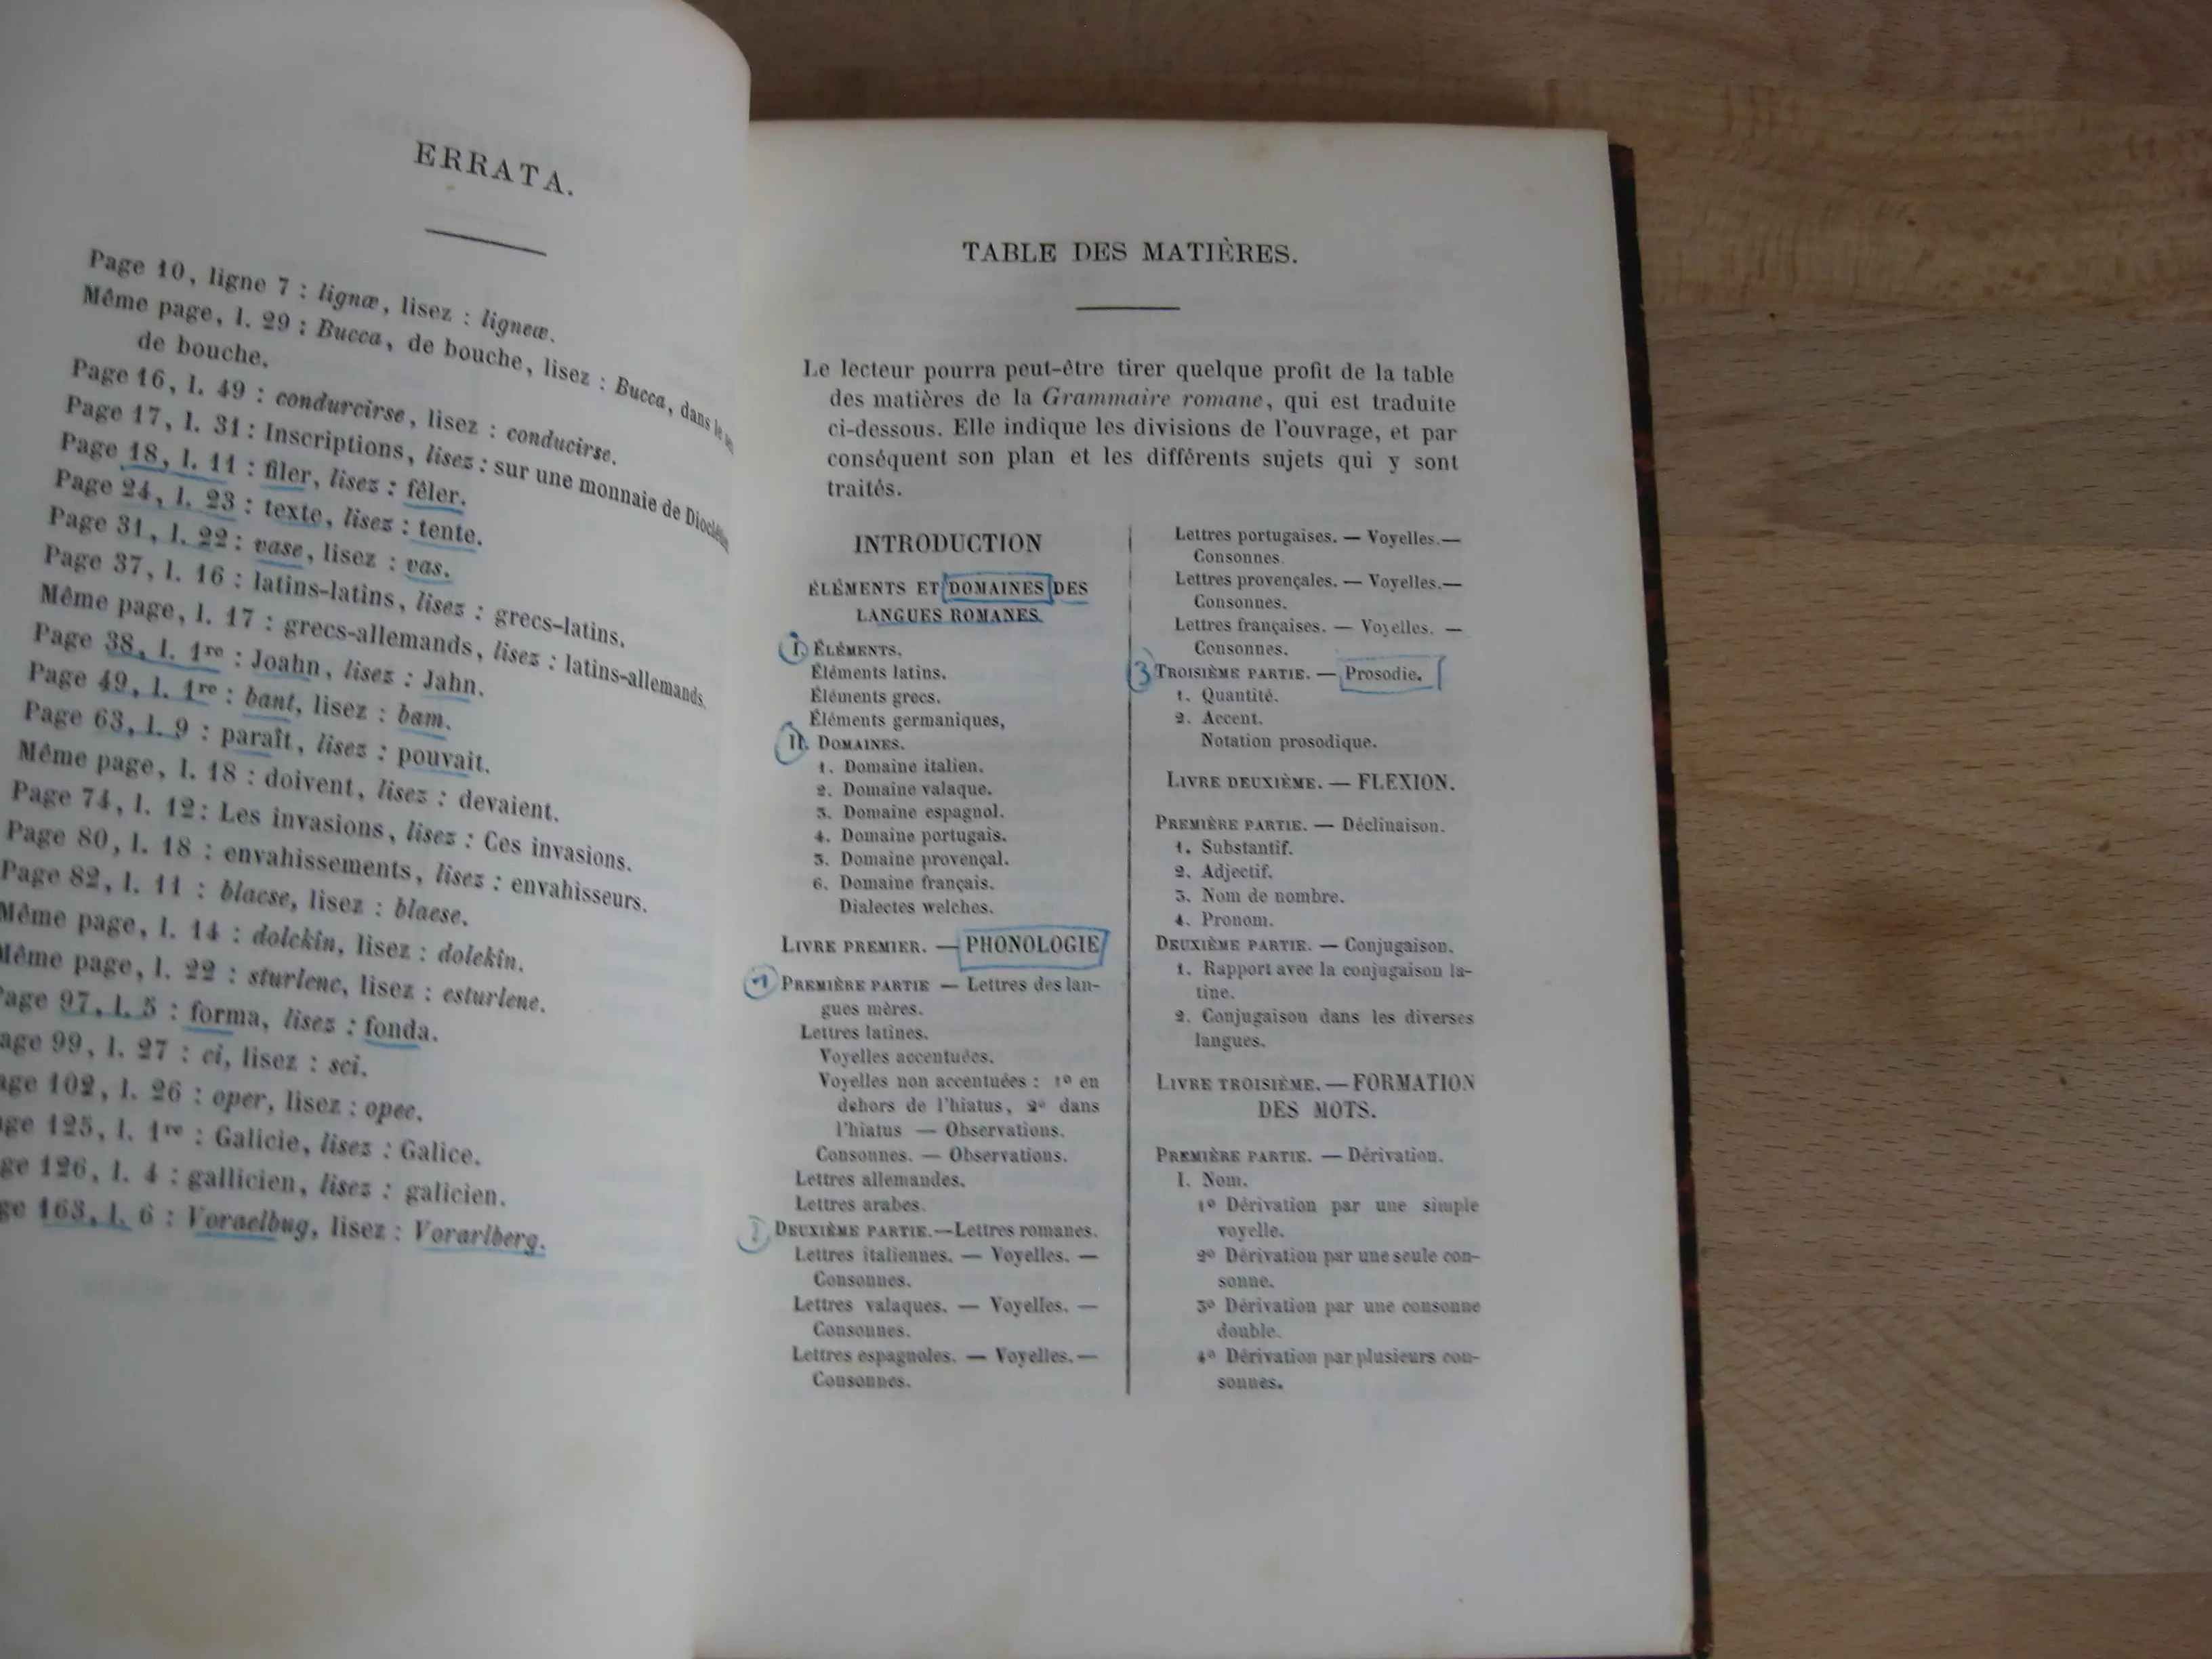 ERRATA.
Page 10, ligne 7 : lignæ, lisez : ligneæ.
Même page, l. 29 : Bucca, de bouche, lisez : Bucca, dans le
de bouche.
Page 16, l. 49 : condurcirse, lisez : conducirse.
Page 17, l. 31 : Inscriptions, lisez : sur une monnaie de Dioclétien
Page 18, l. 11 : filer, lisez : fêler.
Page 24, l. 23 : texte, lisez : tente.
Page 31, l. 22 : vase, lisez : vas.
Page 37, l. 16 : latins-latins, lisez : grecs-latins.
Même page, l. 17 : grecs-allemands, lisez : latins-allemands.
Page 38, l. 1re : Joahn, lisez : Jahn.
Page 49, l. 1re : bant, lisez : bam.
Page 63, l. 9 : paraît, lisez : pouvait.
Même page, l. 18 : doivent, lisez : devaient.
Page 74, l. 12 : Les invasions, lisez : Ces invasions.
Page 80, l. 18 : envahissements, lisez : envahisseurs.
Page 82, l. 11 : blacse, lisez : blaese.
Même page, l. 14 : dolckin, lisez : dolekîn.
Même page, l. 22 : sturlenc, lisez : esturlene.
age 97, l. 5 : forma, lisez : fonda.
age 99, l. 27 : ci, lisez : sci.
age 102, l. 26 : oper, lisez : opec.
ge 125, l. 1re : Galicie, lisez : Galice.
ge 126, l. 4 : gallicien, lisez : galicien.
ge 163, l. 6 : Voraelbug, lisez : Vorarlberg.
TABLE DES MATIÈRES.
Le lecteur pourra peut-être tirer quelque profit de la table
des matières de la Grammaire romane, qui est traduite
ci-dessous. Elle indique les divisions de l'ouvrage, et par
conséquent son plan et les différents sujets qui y sont
traités.
INTRODUCTION
ÉLÉMENTS ET DOMAINES DES
LANGUES ROMANES.
I. ÉLÉMENTS.
Éléments latins.
Éléments grecs.
Éléments germaniques,
II. DOMAINES.
1. Domaine italien.
2. Domaine valaque.
3. Domaine espagnol.
4. Domaine portugais.
5. Domaine provençal.
6. Domaine français.
Dialectes welches.
LIVRE PREMIER. — PHONOLOGIE
1 PREMIÈRE PARTIE — Lettres des lan-
gues mères.
Lettres latines.
Voyelles accentuées.
Voyelles non accentuées : 1º en
dehors de l'hiatus, 2º dans
l'hiatus — Observations.
Consonnes. — Observations.
Lettres allemandes.
Lettres arabes.
2 DEUXIÈME PARTIE.—Lettres romanes.
Lettres italiennes. — Voyelles. —
Consonnes.
Lettres valaques. — Voyelles. —
Consonnes.
Lettres espagnoles. — Voyelles.—
Consonnes.
Lettres portugaises. — Voyelles.—
Consonnes.
Lettres provençales. — Voyelles.—
Consonnes.
Lettres françaises. — Voyelles. —
Consonnes.
3 TROISIÈME PARTIE. — Prosodie.
1. Quantité.
2. Accent.
Notation prosodique.
LIVRE DEUXIÈME. — FLEXION.
PREMIÈRE PARTIE. — Déclinaison.
1. Substantif.
2. Adjectif.
3. Nom de nombre.
4. Pronom.
DEUXIÈME PARTIE. — Conjugaison.
1. Rapport avec la conjugaison la-
tine.
2. Conjugaison dans les diverses
langues.
LIVRE TROISIÈME.—FORMATION
DES MOTS.
PREMIÈRE PARTIE. — Dérivation.
I. Nom.
1º Dérivation par une simple
voyelle.
2º Dérivation par une seule con-
sonne.
3º Dérivation par une consonne
double.
4º Dérivation par plusieurs con-
sonnes.